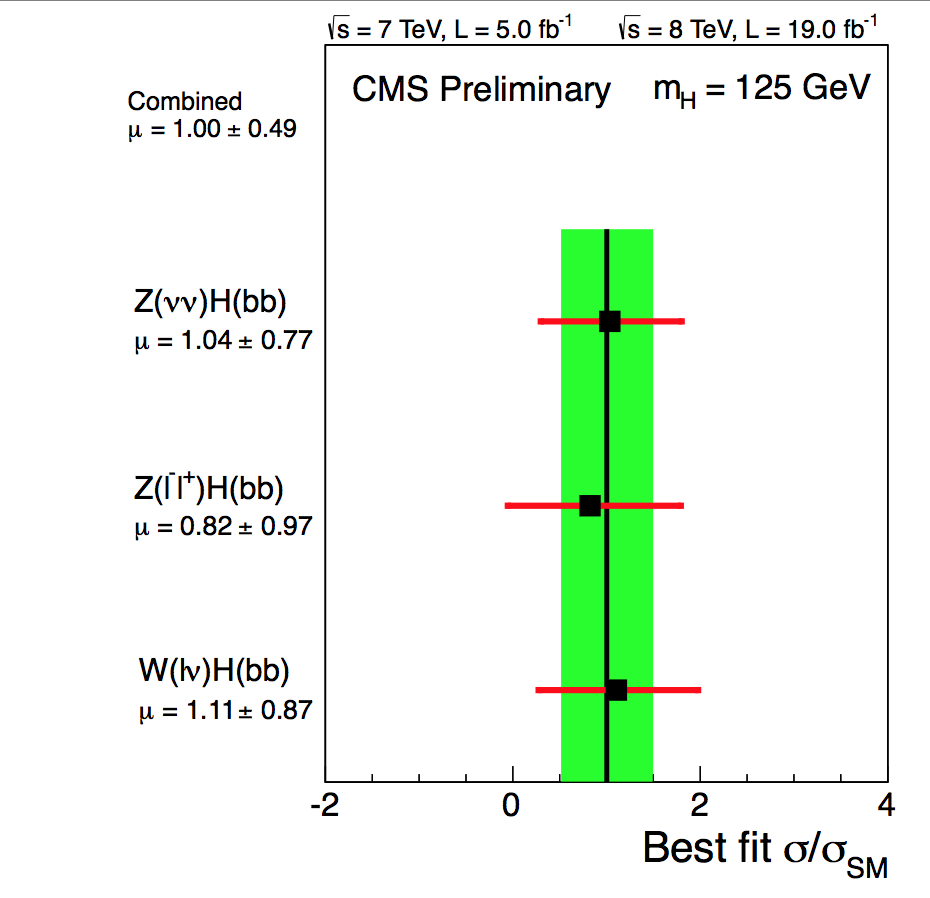 √s = 7 TeV, L = 5.0 fb⁻¹ √s = 8 TeV, L = 19.0 fb⁻¹
CMS Preliminary m_H = 125 GeV
Combined
μ = 1.00 ± 0.49
Z(νν)H(bb)
μ = 1.04 ± 0.77
Z(l⁻l⁺)H(bb)
μ = 0.82 ± 0.97
W(lν)H(bb)
μ = 1.11 ± 0.87
-2 0 2 4
Best fit σ/σ_SM